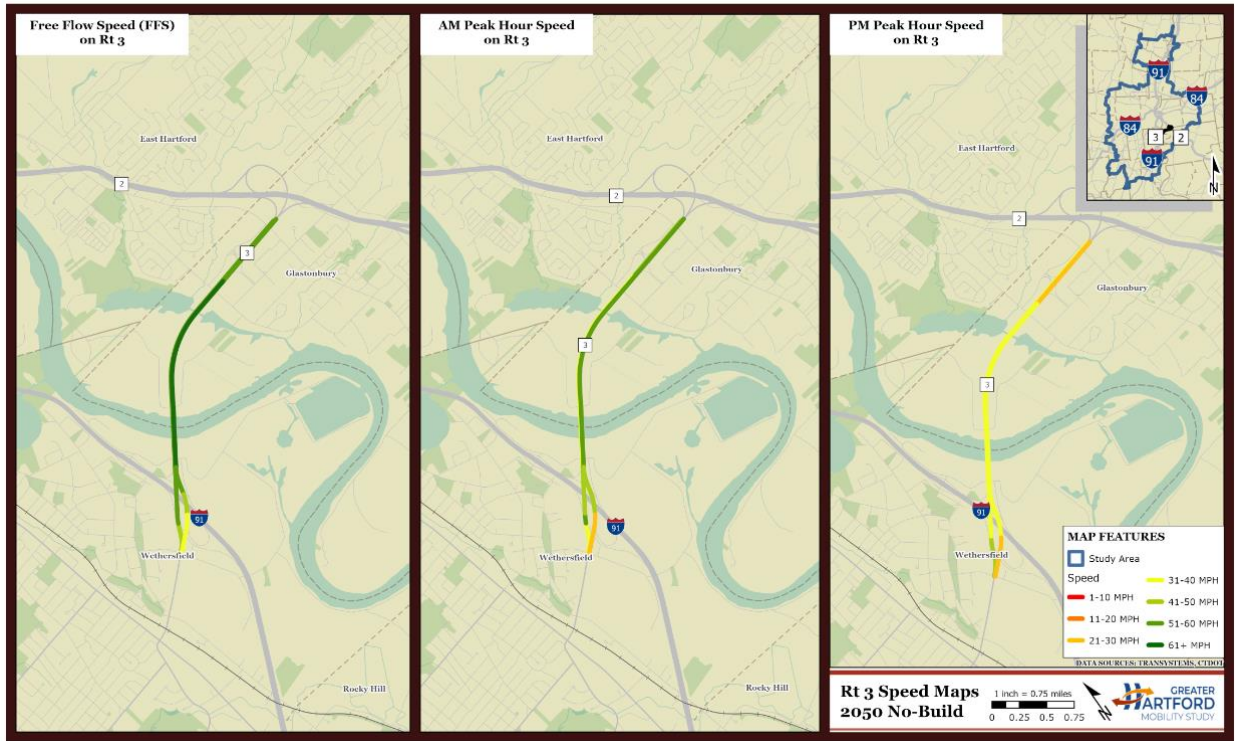 Free Flow Speed (FFS)
on Rt 3
East Hartford
2
3
Glastonbury
91
Wethersfield
Rocky Hill
AM Peak Hour Speed
on Rt 3
East Hartford
2
Glastonbury
3
91
Wethersfield
Rocky Hill
PM Peak Hour Speed
on Rt 3
91
84
84
3
2
91
N
East Hartford
2
Glastonbury
3
91
Wethersfield
MAP FEATURES
Study Area
Speed
1-10 MPH
11-20 MPH
21-30 MPH
31-40 MPH
41-50 MPH
51-60 MPH
61+ MPH
DATA SOURCES: TRANSYSTEMS, CTDOT
Rt 3 Speed Maps
2050 No-Build
1 inch = 0.75 miles
0 0.25 0.5 0.75
N
GREATER
HARTFORD
MOBILITY STUDY